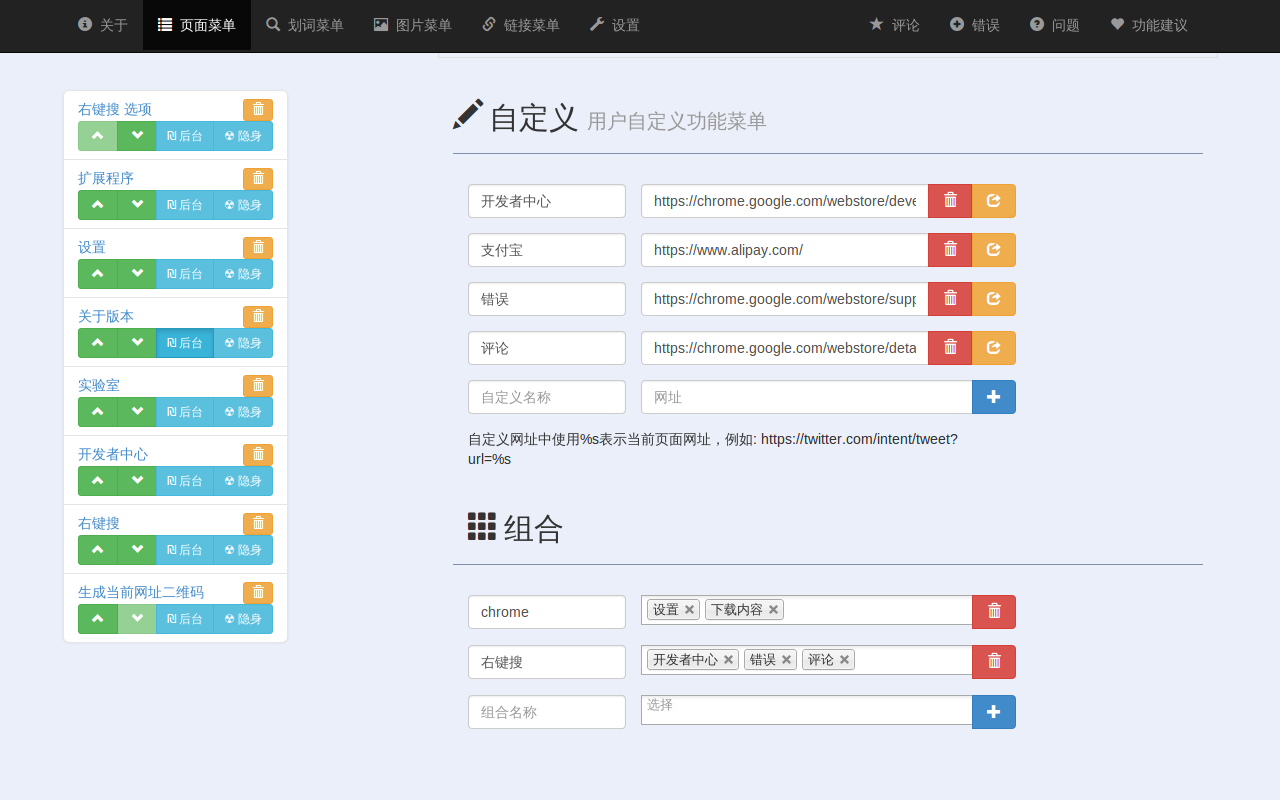 关于 页面菜单 划词菜单 图片菜单 链接菜单 设置 评论 错误 问题 功能建议
右键搜 选项
后台 隐身
扩展程序
后台 隐身
设置
后台 隐身
关于版本
后台 隐身
实验室
后台 隐身
开发者中心
后台 隐身
右键搜
后台 隐身
生成当前网址二维码
后台 隐身
自定义 用户自定义功能菜单
开发者中心 https://chrome.google.com/webstore/deve
支付宝 https://www.alipay.com/
错误 https://chrome.google.com/webstore/supp
评论 https://chrome.google.com/webstore/deta
自定义名称 网址
自定义网址中使用%s表示当前页面网址，例如: https://twitter.com/intent/tweet?
url=%s
组合
chrome 设置 下载内容
右键搜 开发者中心 错误 评论
组合名称 选择